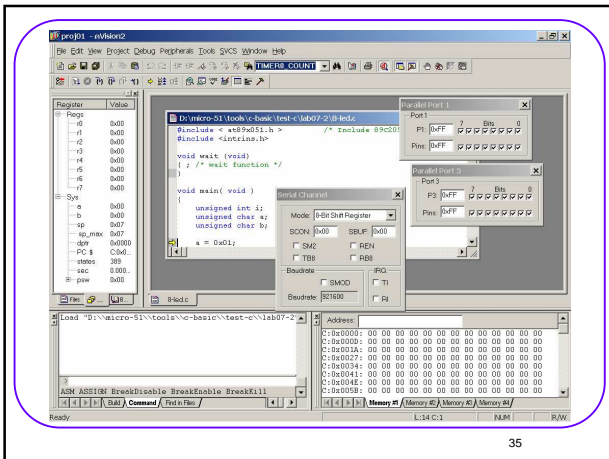 proj01 - mVision2
File Edit View Project Debug Peripherals Tools SVCS Window Help
TIMER0_COUNT
Register Value
Regs
r0 0x00
r1 0x00
r2 0x00
r3 0x00
r4 0x00
r5 0x00
r6 0x00
r7 0x00
Sys
a 0x00
b 0x00
sp 0x07
sp_max 0x07
dptr 0x0000
PC $ C:0x0...
states 389
sec 0.000...
psw 0x00
Files
D:\micro-51\tools\c-basic\test-c\lab07-2\8-led.c
#include < at89x051.h > /* Include 89C205
#include <intrins.h>
void wait (void)
{ ; /* wait function */
}
void main( void )
{
unsigned int i;
unsigned char a;
unsigned char b;
a = 0x01;
8-led.c
Parallel Port 1
Port 1
7 Bits 0
P1: 0xFF
Pins: 0xFF
Parallel Port 3
Port 3
7 Bits 0
P3: 0xFF
Pins: 0xFF
Serial Channel
Mode: 8-Bit Shift Register
SCON: 0x00 SBUF: 0x00
SM2 REN
TB8 RB8
Baudrate IRQ
SMOD TI
Baudrate: 921600 RI
Load "D:\\micro-51\\tools\\c-basic\\test-c\\lab07-2
>
ASM ASSIGN BreakDisable BreakEnable BreakKill
Build Command Find in Files
Address:
C:0x0000: 00 00 00 00 00 00 00 00 00 00 00 00 00
C:0x000D: 00 00 00 00 00 00 00 00 00 00 00 00 00
C:0x001A: 00 00 00 00 00 00 00 00 00 00 00 00 00
C:0x0027: 00 00 00 00 00 00 00 00 00 00 00 00 00
C:0x0034: 00 00 00 00 00 00 00 00 00 00 00 00 00
C:0x0041: 00 00 00 00 00 00 00 00 00 00 00 00 00
C:0x004E: 00 00 00 00 00 00 00 00 00 00 00 00 00
C:0x005B: 00 00 00 00 00 00 00 00 00 00 00 00 00
Memory #1 Memory #2 Memory #3 Memory #4
Ready L:14 C:1 NUM R/W
35